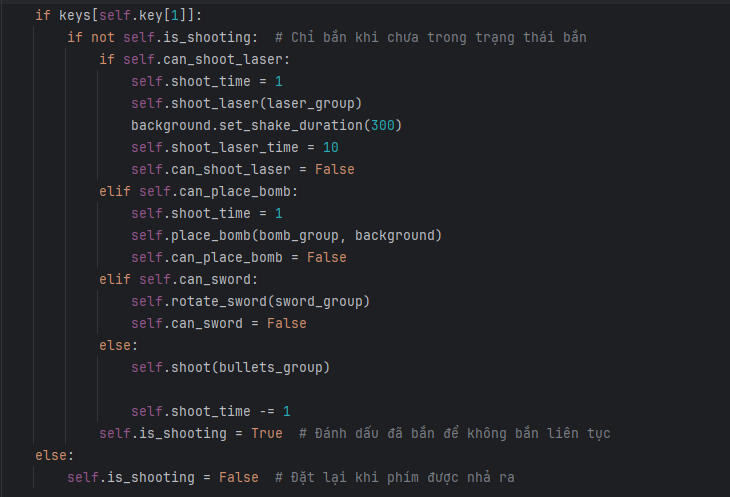 if keys[self.key[1]]:
    if not self.is_shooting:  # Chỉ bắn khi chưa trong trạng thái bắn
        if self.can_shoot_laser:
            self.shoot_time = 1
            self.shoot_laser(laser_group)
            background.set_shake_duration(300)
            self.shoot_laser_time = 10
            self.can_shoot_laser = False
        elif self.can_place_bomb:
            self.shoot_time = 1
            self.place_bomb(bomb_group, background)
            self.can_place_bomb = False
        elif self.can_sword:
            self.rotate_sword(sword_group)
            self.can_sword = False
        else:
            self.shoot(bullets_group)

            self.shoot_time -= 1
        self.is_shooting = True  # Đánh dấu đã bắn để không bắn liên tục
else:
    self.is_shooting = False  # Đặt lại khi phím được nhả ra